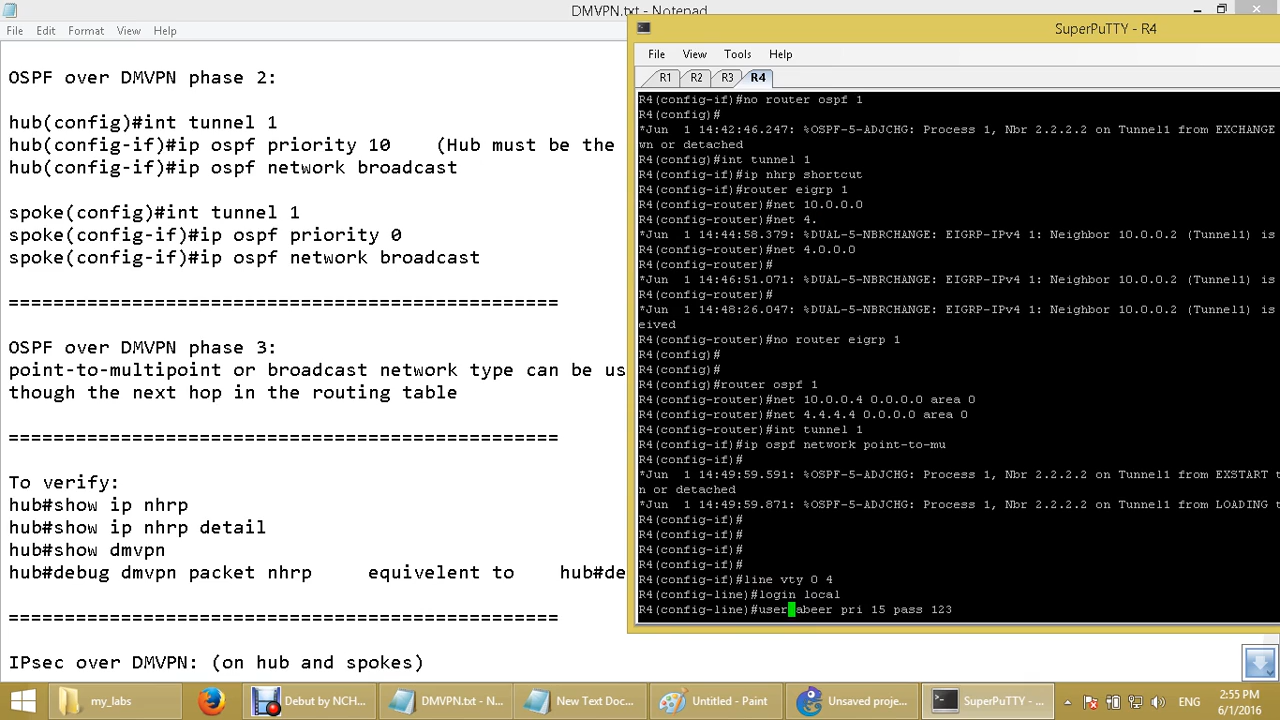 DMVPN.txt - Notepad
File Edit Format View Help
OSPF over DMVPN phase 2:
hub(config)#int tunnel 1
hub(config-if)#ip ospf priority 10 (Hub must be the
hub(config-if)#ip ospf network broadcast
spoke(config)#int tunnel 1
spoke(config-if)#ip ospf priority 0
spoke(config-if)#ip ospf network broadcast
=================================================
OSPF over DMVPN phase 3:
point-to-multipoint or broadcast network type can be us
though the next hop in the routing table
=================================================
To verify:
hub#show ip nhrp
hub#show ip nhrp detail
hub#show dmvpn
hub#debug dmvpn packet nhrp equivelent to hub#de
=================================================
IPsec over DMVPN: (on hub and spokes)
SuperPuTTY - R4
File View Tools Help
R1 R2 R3 R4
R4(config-if)#no router ospf 1
R4(config)#
*Jun 1 14:42:46.247: %OSPF-5-ADJCHG: Process 1, Nbr 2.2.2.2 on Tunnel1 from EXCHANGE
wn or detached
R4(config)#int tunnel 1
R4(config-if)#ip nhrp shortcut
R4(config-if)#router eigrp 1
R4(config-router)#net 10.0.0.0
R4(config-router)#net 4.
*Jun 1 14:44:58.379: %DUAL-5-NBRCHANGE: EIGRP-IPv4 1: Neighbor 10.0.0.2 (Tunnel1) is
R4(config-router)#net 4.0.0.0
R4(config-router)#
*Jun 1 14:46:51.071: %DUAL-5-NBRCHANGE: EIGRP-IPv4 1: Neighbor 10.0.0.2 (Tunnel1) is
R4(config-router)#
*Jun 1 14:48:26.047: %DUAL-5-NBRCHANGE: EIGRP-IPv4 1: Neighbor 10.0.0.2 (Tunnel1) is
eived
R4(config-router)#no router eigrp 1
R4(config)#
R4(config)#
R4(config)#router ospf 1
R4(config-router)#net 10.0.0.4 0.0.0.0 area 0
R4(config-router)#net 4.4.4.4 0.0.0.0 area 0
R4(config-router)#int tunnel 1
R4(config-if)#ip ospf network point-to-mu
R4(config-if)#
*Jun 1 14:49:59.591: %OSPF-5-ADJCHG: Process 1, Nbr 2.2.2.2 on Tunnel1 from EXSTART t
n or detached
*Jun 1 14:49:59.871: %OSPF-5-ADJCHG: Process 1, Nbr 2.2.2.2 on Tunnel1 from LOADING t
R4(config-if)#
R4(config-if)#
R4(config-if)#
R4(config-if)#
R4(config-if)#line vty 0 4
R4(config-line)#login local
R4(config-line)#user abeer pri 15 pass 123
my_labs
Debut by NCH...
DMVPN.txt - N...
New Text Doc...
Untitled - Paint
Unsaved proje...
SuperPuTTY - ...
ENG
2:55 PM
6/1/2016